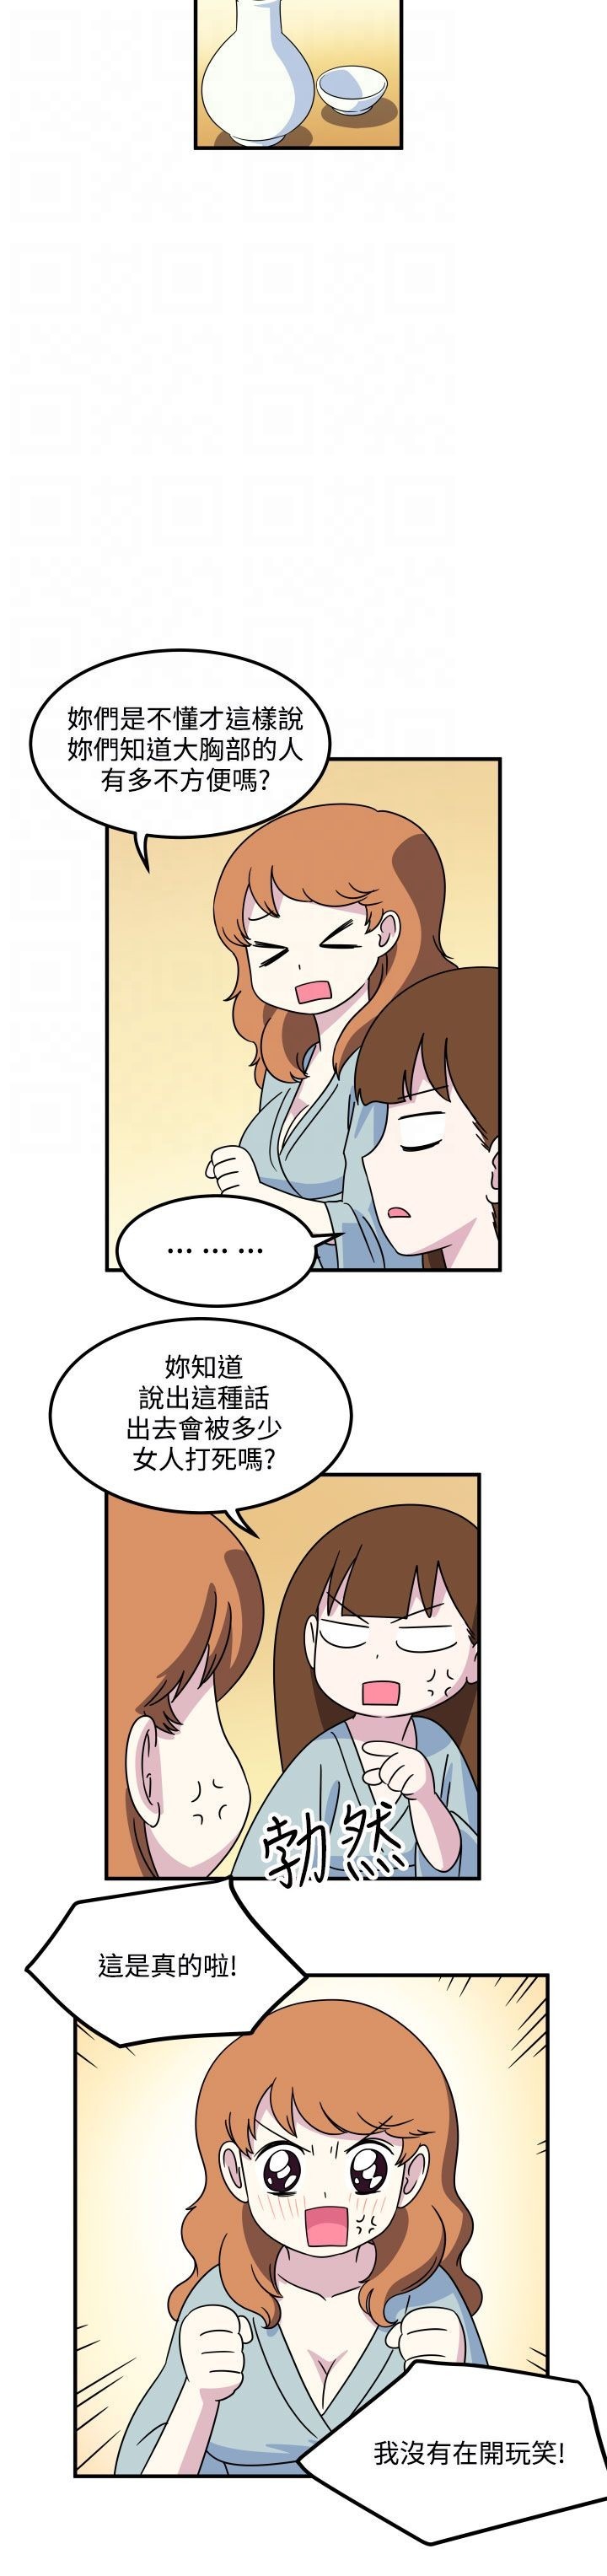 妳們是不懂才這樣說
妳們知道大胸部的人
有多不方便嗎?
… … …
妳知道
說出這種話
出去會被多少
女人打死嗎?
勃然
這是真的啦!
我沒有在開玩笑!